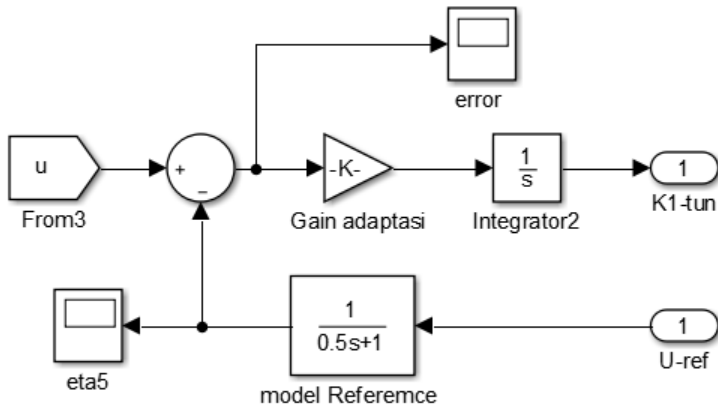 error
u
From3
+
−
-K-
Gain adaptasi
1
s
Integrator2
1
K1-tun
eta5
1
0.5s+1
model Referemce
1
U-ref